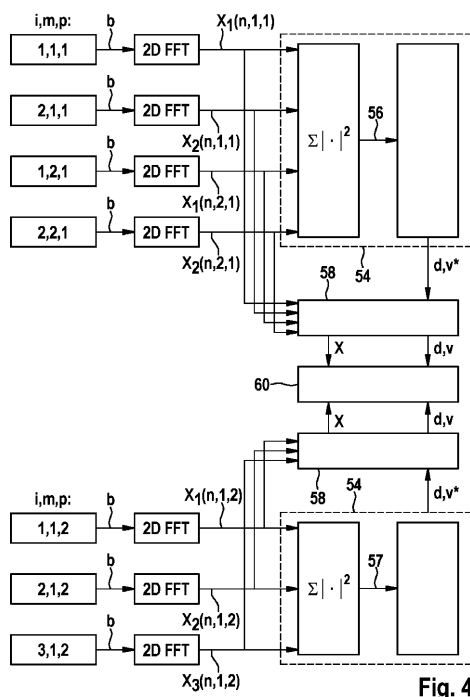 i,m,p:
b
X1(n,1,1)
1,1,1
2D FFT
b
2,1,1
2D FFT
56
X2(n,1,1)
Σ|·|²
b
1,2,1
2D FFT
X1(n,2,1)
b
2,2,1
2D FFT
X2(n,2,1)
54
58
d,v*
X
d,v
60
X
d,v
i,m,p:
58
54
d,v*
b
X1(n,1,2)
1,1,2
2D FFT
b
57
Σ|·|²
2,1,2
2D FFT
X2(n,1,2)
b
3,1,2
2D FFT
X3(n,1,2)
Fig. 4